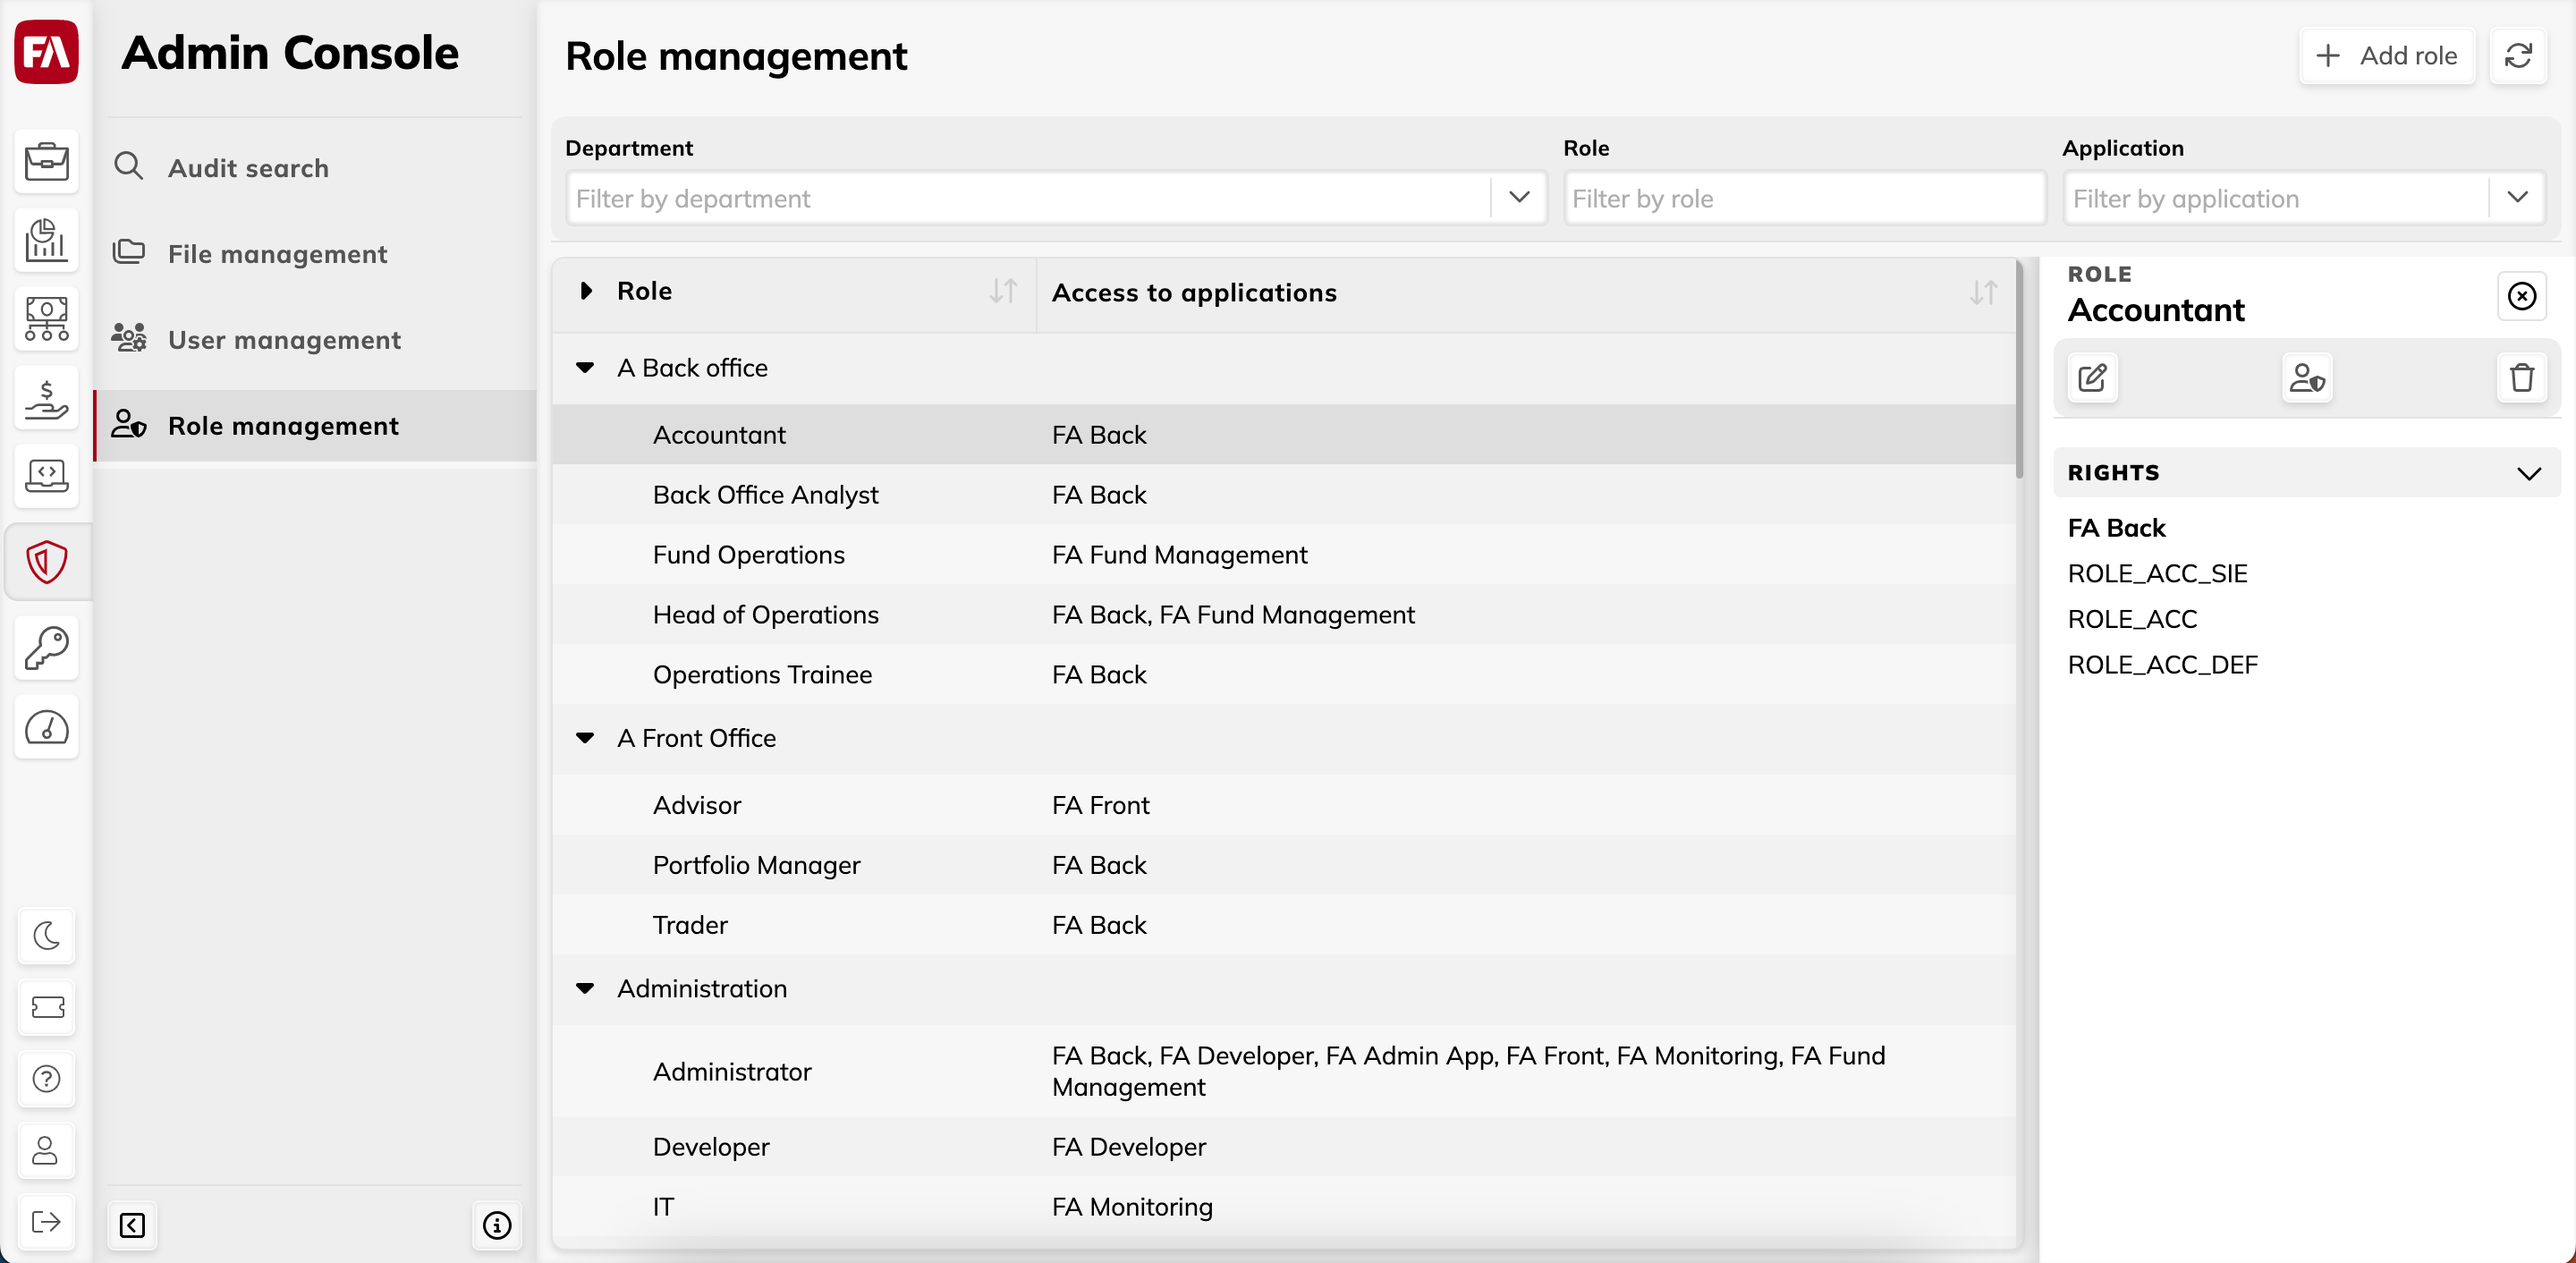 FA
Admin Console
Audit search
File management
User management
Role management
Role management
Add role
Department
Role
Application
Filter by department
Filter by role
Filter by application
Role
Access to applications
A Back office
Accountant
FA Back
Back Office Analyst
FA Back
Fund Operations
FA Fund Management
Head of Operations
FA Back, FA Fund Management
Operations Trainee
FA Back
A Front Office
Advisor
FA Front
Portfolio Manager
FA Back
Trader
FA Back
Administration
Administrator
FA Back, FA Developer, FA Admin App, FA Front, FA Monitoring, FA Fund
Management
Developer
FA Developer
IT
FA Monitoring
ROLE
Accountant
RIGHTS
FA Back
ROLE_ACC_SIE
ROLE_ACC
ROLE_ACC_DEF